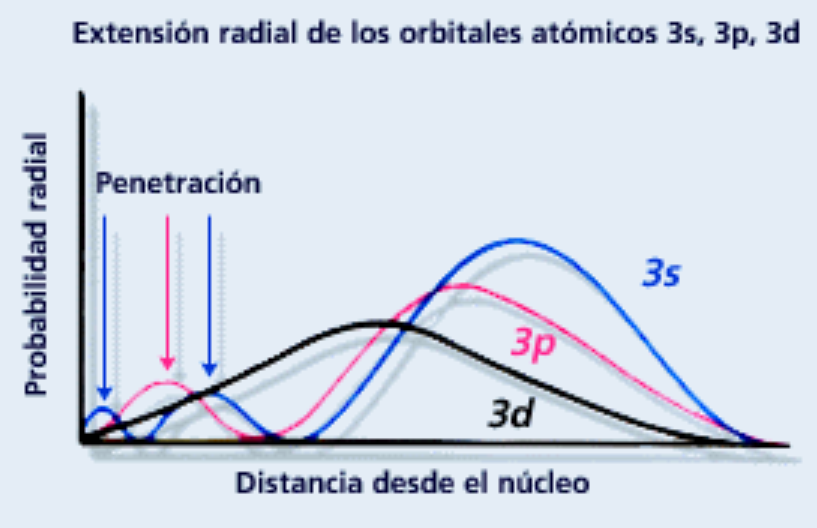 Extensión radial de los orbitales atómicos 3s, 3p, 3d
Probabilidad radial
Penetración
3s
3p
3d
Distancia desde el núcleo